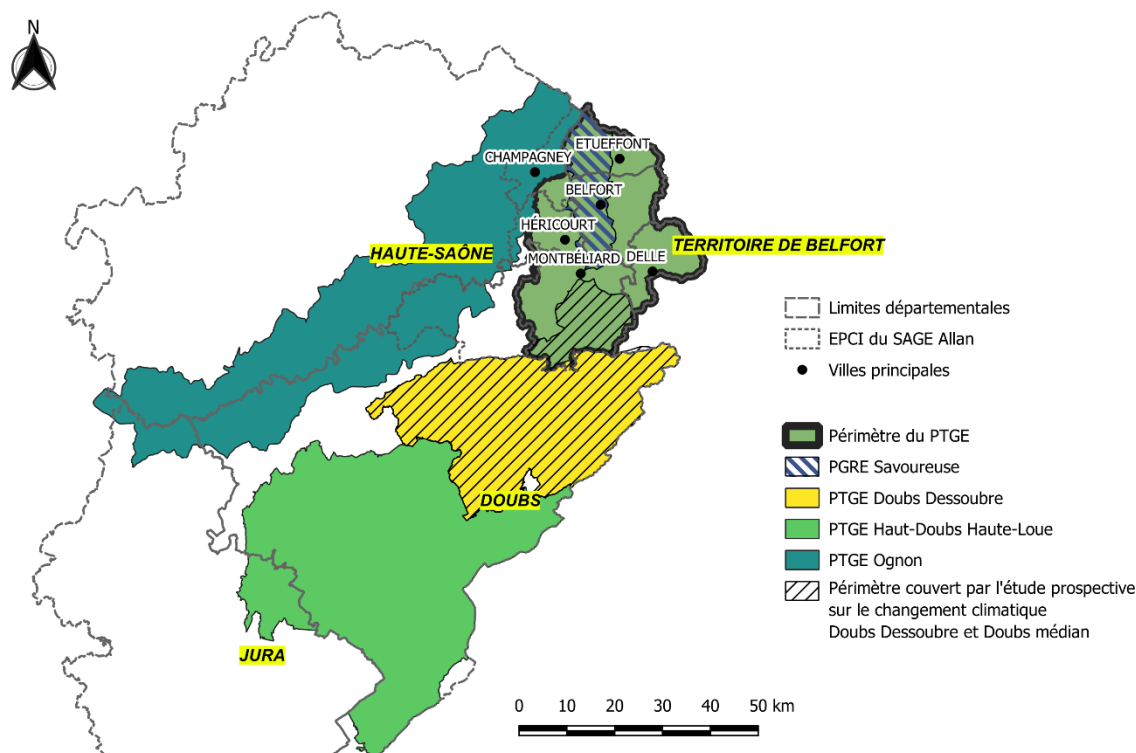 N
ETUEFFONT
CHAMPAGNEY
BELFORT
HÉRICOURT
HAUTE-SAÔNE
TERRITOIRE DE BELFORT
MONTBÉLIARD
DELLE
DOUBS
JURA
Limites départementales
EPCI du SAGE Allan
Villes principales
Périmètre du PTGE
PGRE Savoureuse
PTGE Doubs Dessoubre
PTGE Haut-Doubs Haute-Loue
PTGE Ognon
Périmètre couvert par l'étude prospective
sur le changement climatique
Doubs Dessoubre et Doubs médian
0 10 20 30 40 50 km